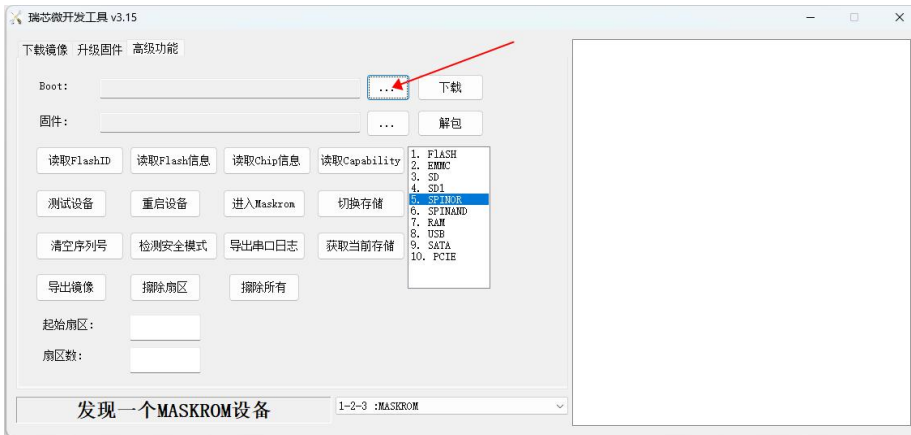 瑞芯微开发工具 v3.15
下载镜像 升级固件 高级功能
Boot: ... 下载
固件: ... 解包
读取FlashID 读取Flash信息 读取Chip信息 读取Capability
测试设备 重启设备 进入Maskrom 切换存储
清空序列号 检测安全模式 导出串口日志 获取当前存储
1. FlASH
2. EMMC
3. SD
4. SD1
5. SPINOR
6. SPINAND
7. RAM
8. USB
9. SATA
10. PCIE
导出镜像 擦除扇区 擦除所有
起始扇区:
扇区数:
发现一个MASKROM设备 1-2-3 :MASKROM